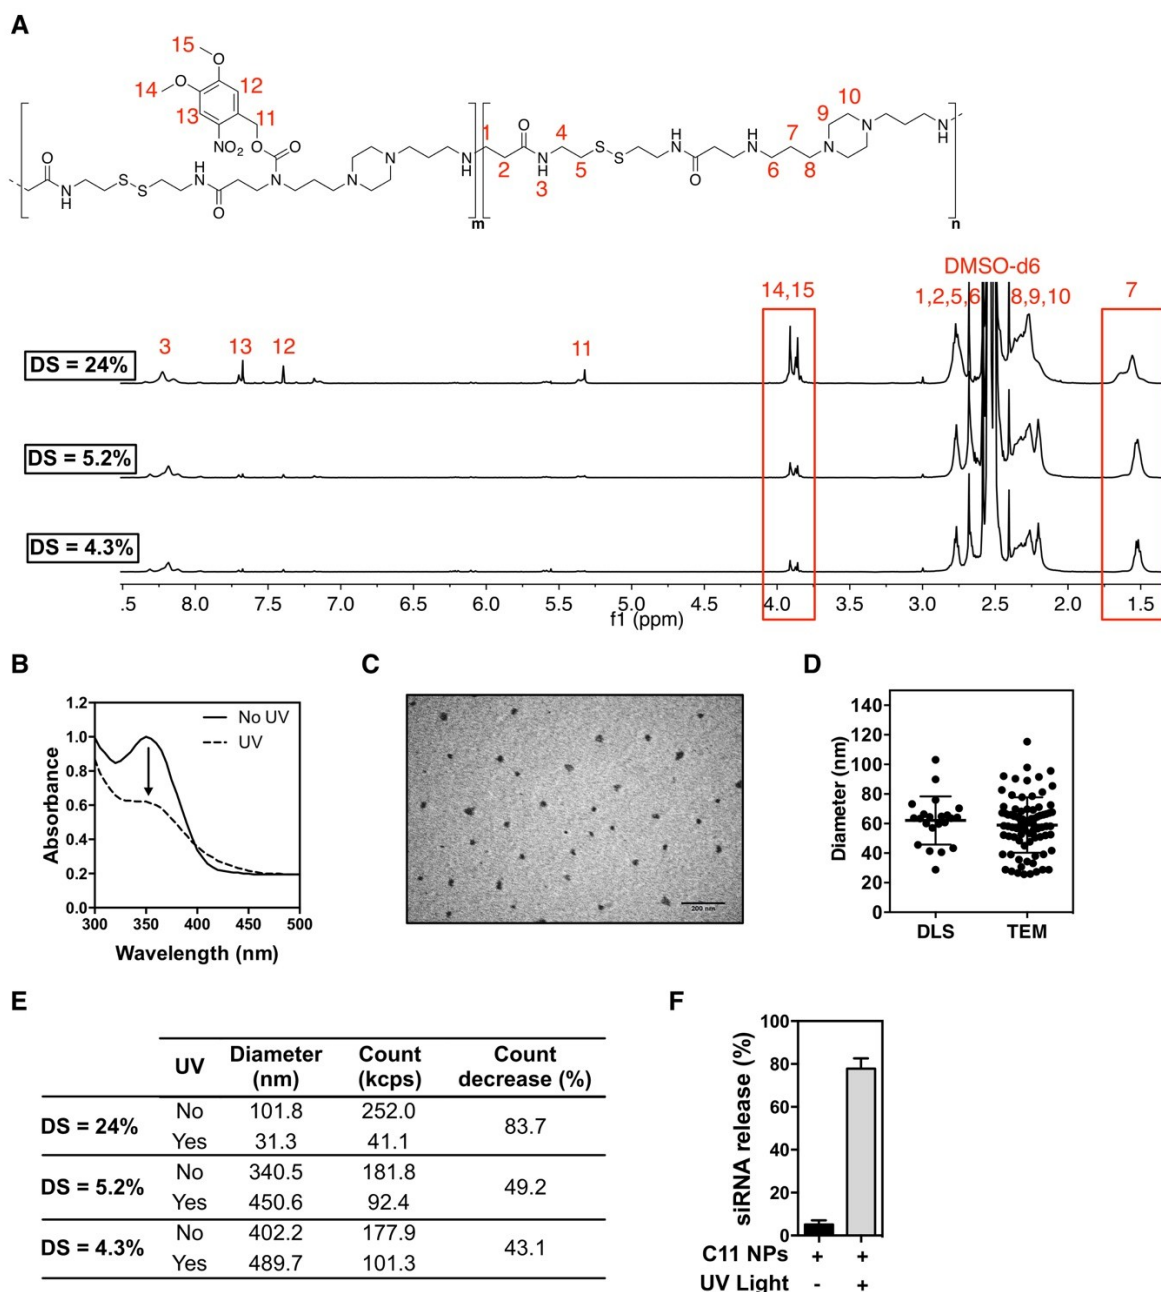 A
15
O
14
O
12
13
11
NO2
O
O
O
N
H
S
S
H
N
O
N
N
N
N
H
m
1
2
O
N
H
3
4
5
S
S
H
N
O
H
N
6
7
8
9
10
N
N
H
N
n
DMSO-d6
14,15
1,2,5,6
8,9,10
7
3
13
12
11
DS = 24%
DS = 5.2%
DS = 4.3%
.5 8.0 7.5 7.0 6.5 6.0 5.5 5.0 4.5 4.0 3.5 3.0 2.5 2.0 1.5
f1 (ppm)
B
1.2
1.0
0.8
0.6
0.4
0.2
0.0
Absorbance
No UV
UV
300 350 400 450 500
Wavelength (nm)
C
200 nm
D
140
120
100
80
60
40
20
0
Diameter (nm)
DLS TEM
E
UV Diameter (nm) Count (kcps) Count decrease (%)
DS = 24% No 101.8 252.0 83.7
Yes 31.3 41.1
DS = 5.2% No 340.5 181.8 49.2
Yes 450.6 92.4
DS = 4.3% No 402.2 177.9 43.1
Yes 489.7 101.3
F
100
80
60
40
20
0
siRNA release (%)
C11 NPs + +
UV Light - +